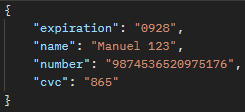 {
"expiration": "0928",
"name": "Manuel 123",
"number": "9874536520975176",
"cvc": "865"
}